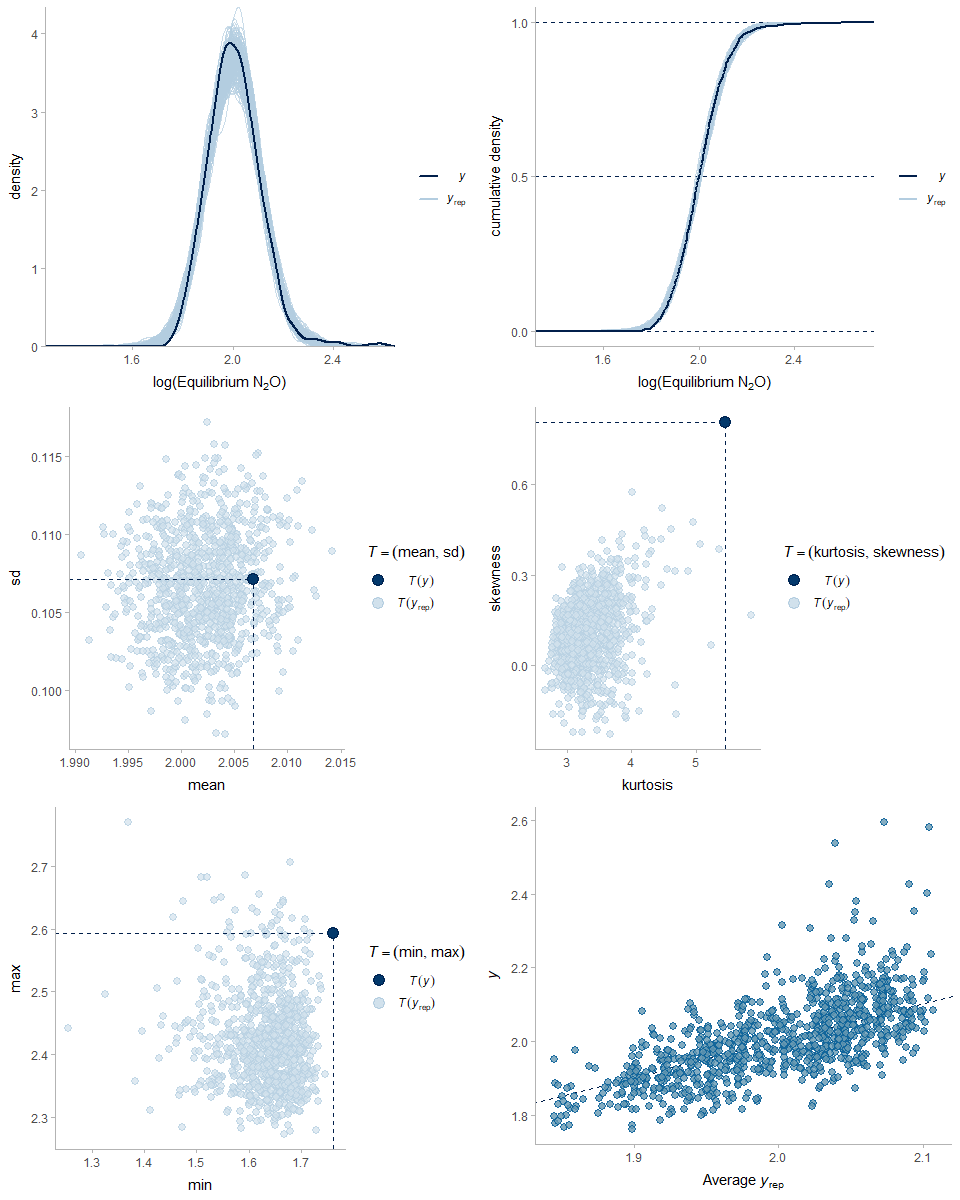 4
3
2
1
0
density
1.6
2.0
2.4
log(Equilibrium N₂O)
y
yrep
1.0
0.5
0.0
cumulative density
1.6
2.0
2.4
log(Equilibrium N₂O)
y
yrep
0.115
0.110
0.105
0.100
sd
1.990
1.995
2.000
2.005
2.010
2.015
mean
T = (mean, sd)
T(y)
T(yrep)
0.6
0.3
0.0
skewness
3
4
5
kurtosis
T = (kurtosis, skewness)
T(y)
T(yrep)
2.7
2.6
2.5
2.4
2.3
max
1.3
1.4
1.5
1.6
1.7
min
T = (min, max)
T(y)
T(yrep)
2.6
2.4
2.2
2.0
1.8
y
1.9
2.0
2.1
Average yrep